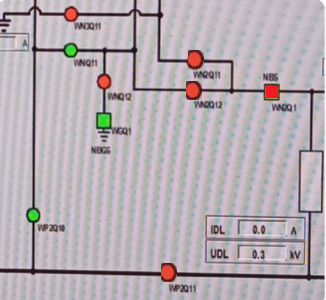 WN3Q11
A
WNQ11
WN2Q11
NBS
WNQ12
WN2Q12
WN2Q1
WGQ1
NBGS
WP2Q10
IDL 0.0 A
UDL 0.3 kV
WP2Q11